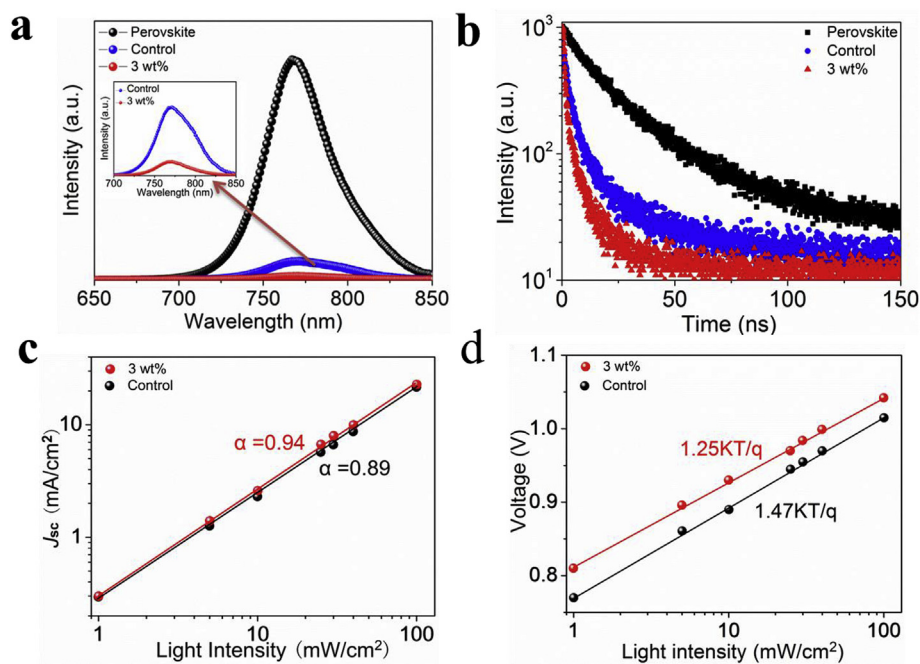 a
Perovskite
Control
3 wt%
Control
3 wt%
Intensity (a.u.)
700 750 800 850
Wavelength (nm)
Intensity (a.u.)
650 700 750 800 850
Wavelength (nm)
b
Perovskite
Control
3 wt%
10³
10²
10¹
Intensity (a.u.)
0 50 100 150
Time (ns)
c
3 wt%
Control
α =0.94
α =0.89
10
1
Jsc (mA/cm²)
1 10 100
Light Intensity (mW/cm²)
d
3 wt%
Control
1.25KT/q
1.47KT/q
1.1
1.0
0.9
0.8
Voltage (V)
1 10 100
Light intensity (mW/cm²)